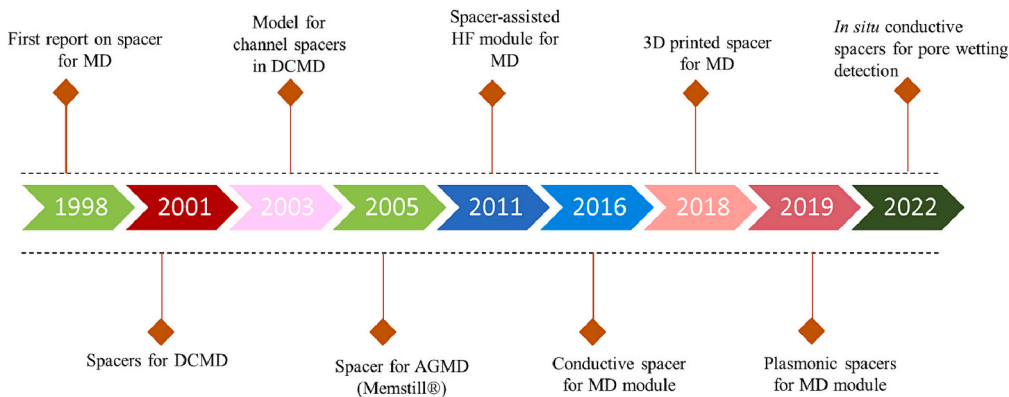 First report on spacer
for MD
Model for
channel spacers
in DCMD
Spacer-assisted
HF module for
MD
3D printed spacer
for MD
In situ conductive
spacers for pore wetting
detection
1998
2001
2003
2005
2011
2016
2018
2019
2022
Spacers for DCMD
Spacer for AGMD
(Memstill®)
Conductive spacer
for MD module
Plasmonic spacers
for MD module